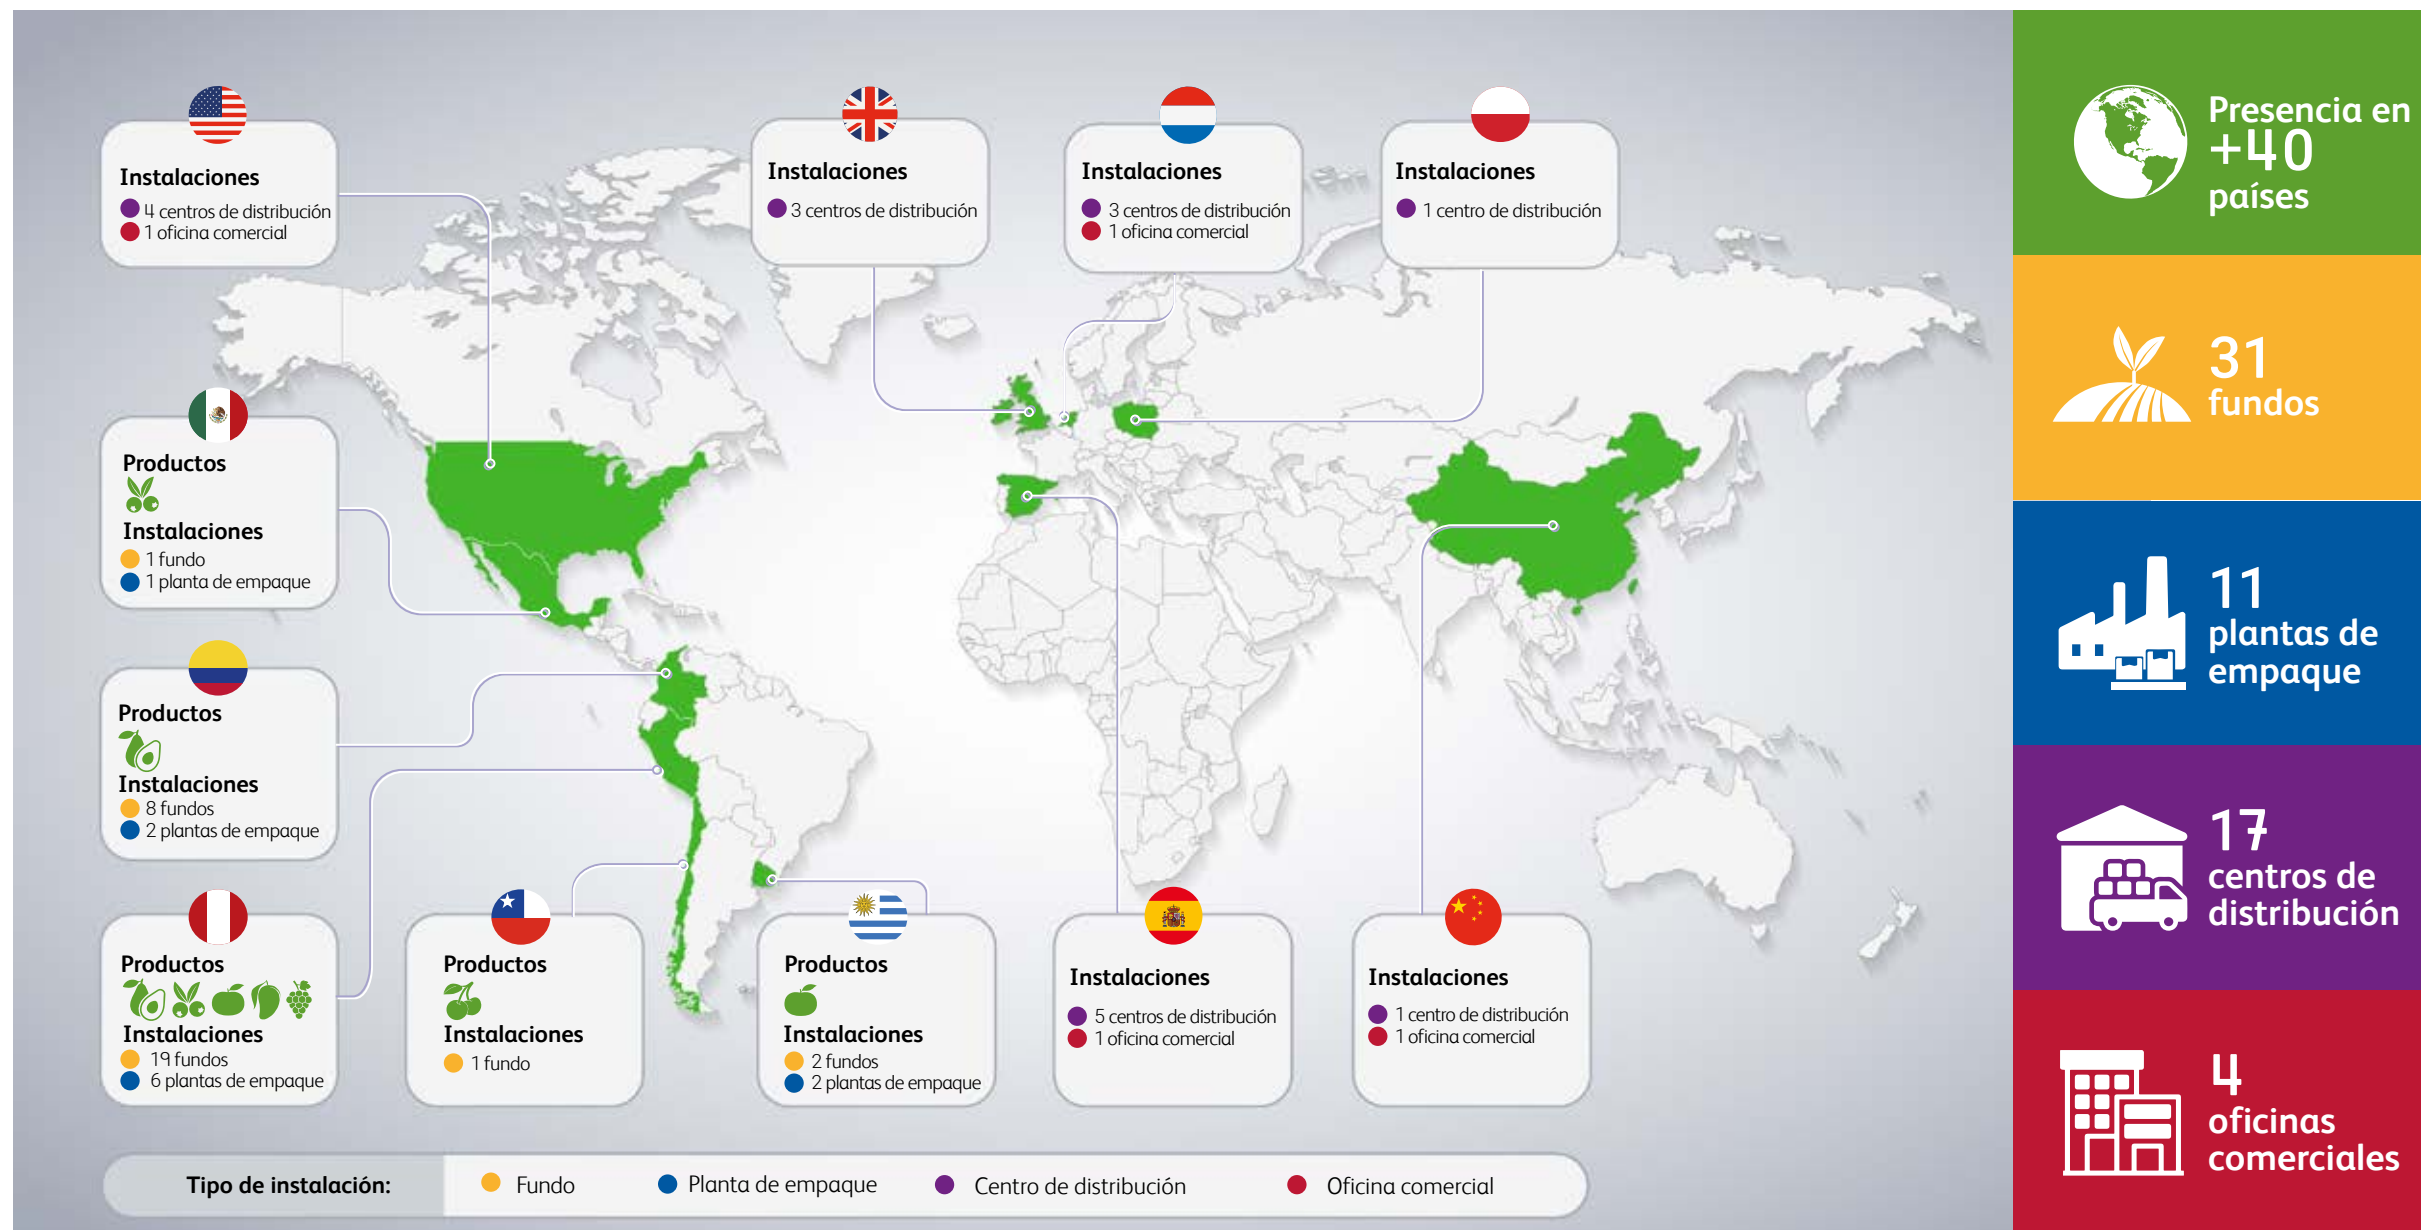 Instalaciones
4 centros de distribución
1 oficina comercial
Instalaciones
3 centros de distribución
Instalaciones
3 centros de distribución
1 oficina comercial
Instalaciones
1 centro de distribución
Productos
Instalaciones
1 fundo
1 planta de empaque
Productos
Instalaciones
8 fundos
2 plantas de empaque
Productos
Instalaciones
19 fundos
6 plantas de empaque
Productos
Instalaciones
1 fundo
Productos
Instalaciones
2 fundos
2 plantas de empaque
Instalaciones
5 centros de distribución
1 oficina comercial
Instalaciones
1 centro de distribución
1 oficina comercial
Tipo de instalación:
Fundo
Planta de empaque
Centro de distribución
Oficina comercial
Presencia en
+40
países
31
fundos
11
plantas de
empaque
17
centros de
distribución
4
oficinas
comerciales